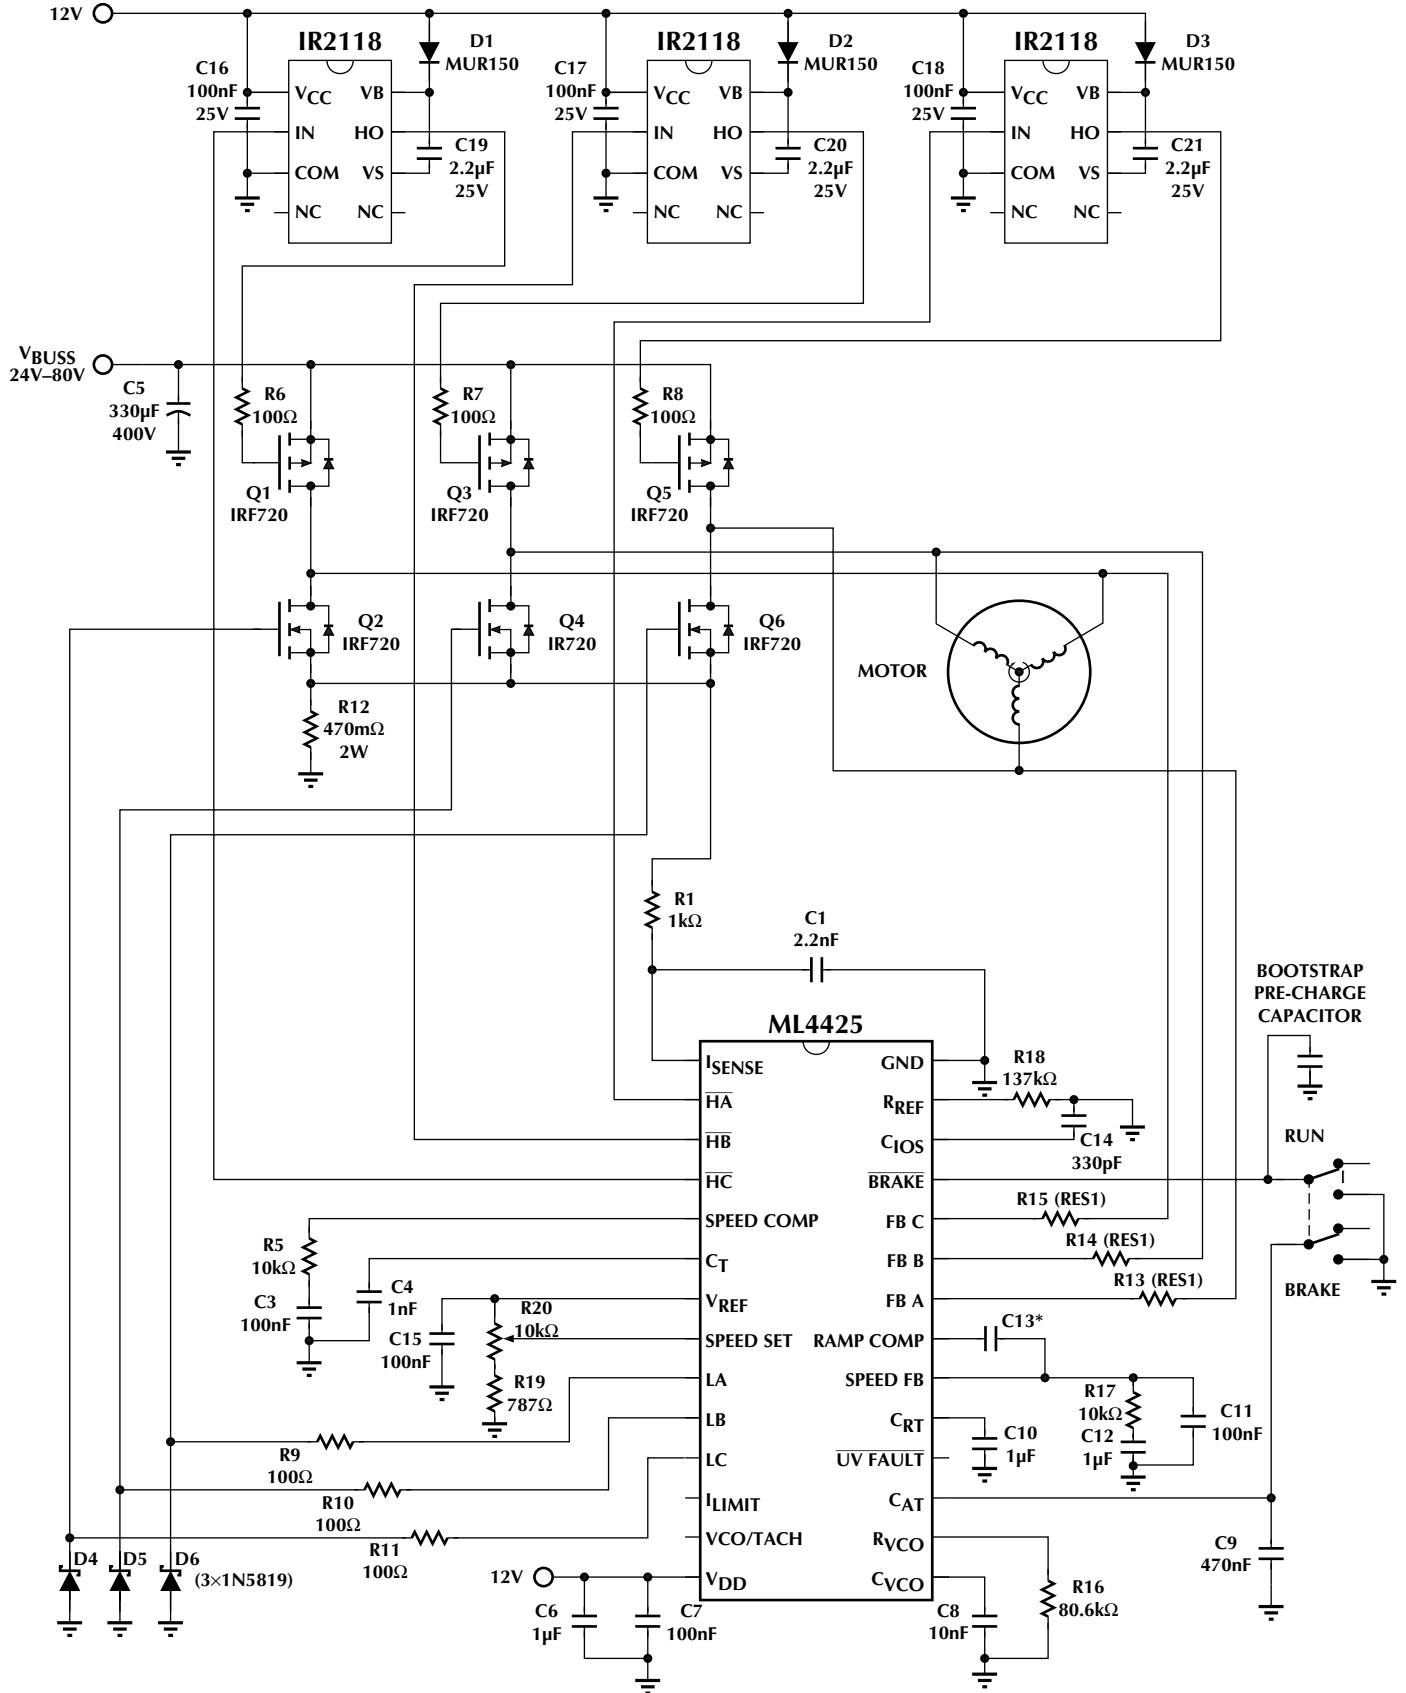 12V
IR2118
D1
MUR150
C16
100nF
25V
VCC
VB
IN
HO
COM
VS
NC
NC
C19
2.2µF
25V
IR2118
D2
MUR150
C17
100nF
25V
VCC
VB
IN
HO
COM
VS
NC
NC
C20
2.2µF
25V
IR2118
D3
MUR150
C18
100nF
25V
VCC
VB
IN
HO
COM
VS
NC
NC
C21
2.2µF
25V
VBUSS
24V–80V
C5
330µF
400V
R6
100Ω
R7
100Ω
R8
100Ω
Q1
IRF720
Q3
IRF720
Q5
IRF720
Q2
IRF720
Q4
IR720
Q6
IRF720
MOTOR
R12
470mΩ
2W
R1
1kΩ
C1
2.2nF
BOOTSTRAP
PRE-CHARGE
CAPACITOR
ML4425
ISENSE
HA
HB
HC
SPEED COMP
CT
VREF
SPEED SET
LA
LB
LC
ILIMIT
VCO/TACH
VDD
GND
RREF
CIOS
BRAKE
FB C
FB B
FB A
RAMP COMP
SPEED FB
CRT
UV FAULT
CAT
RVCO
CVCO
R18
137kΩ
C14
330pF
RUN
BRAKE
R15 (RES1)
R14 (RES1)
R13 (RES1)
C13*
R5
10kΩ
C3
100nF
C4
1nF
C15
100nF
R20
10kΩ
R19
787Ω
R17
10kΩ
C12
1µF
C11
100nF
C10
1µF
R9
100Ω
R10
100Ω
R11
100Ω
D4
D5
D6
(3×1N5819)
12V
C6
1µF
C7
100nF
C8
10nF
R16
80.6kΩ
C9
470nF